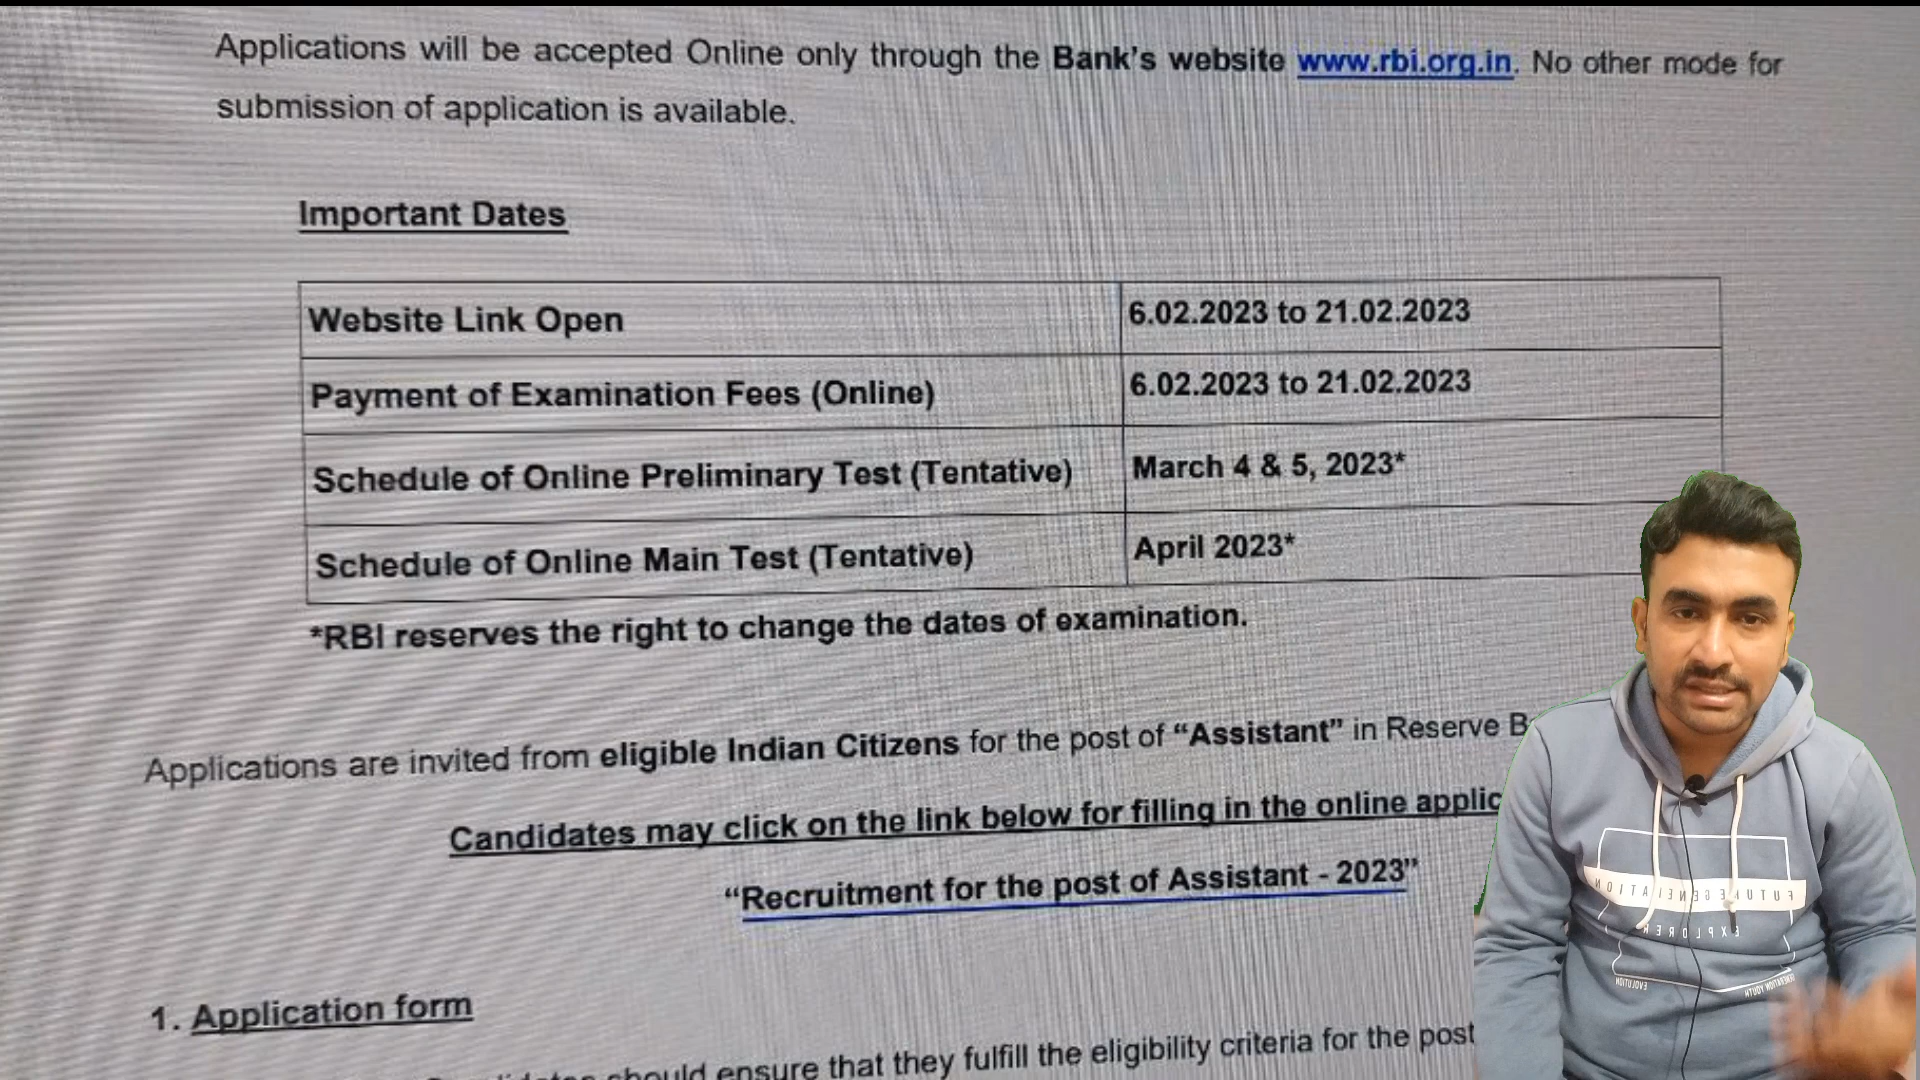 Applications will be accepted Online only through the Bank's website www.rbi.org.in. No other mode for
submission of application is available.
Important Dates
Website Link Open 6.02.2023 to 21.02.2023
Payment of Examination Fees (Online) 6.02.2023 to 21.02.2023
Schedule of Online Preliminary Test (Tentative) March 4 & 5, 2023*
Schedule of Online Main Test (Tentative) April 2023*
*RBI reserves the right to change the dates of examination.
Applications are invited from eligible Indian Citizens for the post of “Assistant” in Reserve
Candidates may click on the link below for filling in the online
“Recruitment for the post of Assistant - 2023”
1. Application form
should ensure that they fulfill the eligibility criteria for the post
FUTURE GENERATION
EXPLORER
EVOLUTION